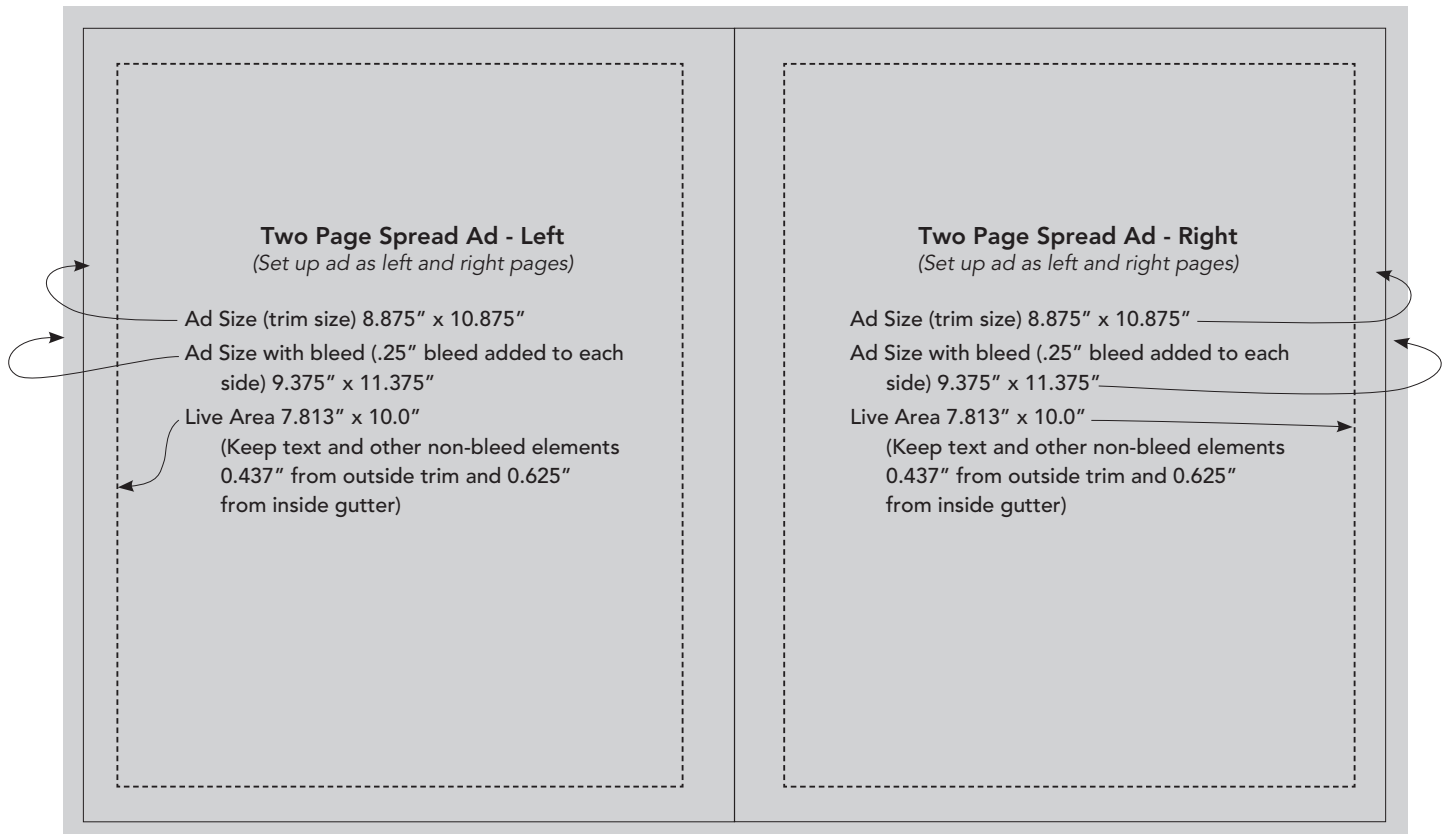 Two Page Spread Ad - Left
(Set up ad as left and right pages)
Ad Size (trim size) 8.875” x 10.875”
Ad Size with bleed (.25” bleed added to each
side) 9.375” x 11.375”
Live Area 7.813” x 10.0”
(Keep text and other non-bleed elements
0.437” from outside trim and 0.625”
from inside gutter)
Two Page Spread Ad - Right
(Set up ad as left and right pages)
Ad Size (trim size) 8.875” x 10.875”
Ad Size with bleed (.25” bleed added to each
side) 9.375” x 11.375”
Live Area 7.813” x 10.0”
(Keep text and other non-bleed elements
0.437” from outside trim and 0.625”
from inside gutter)